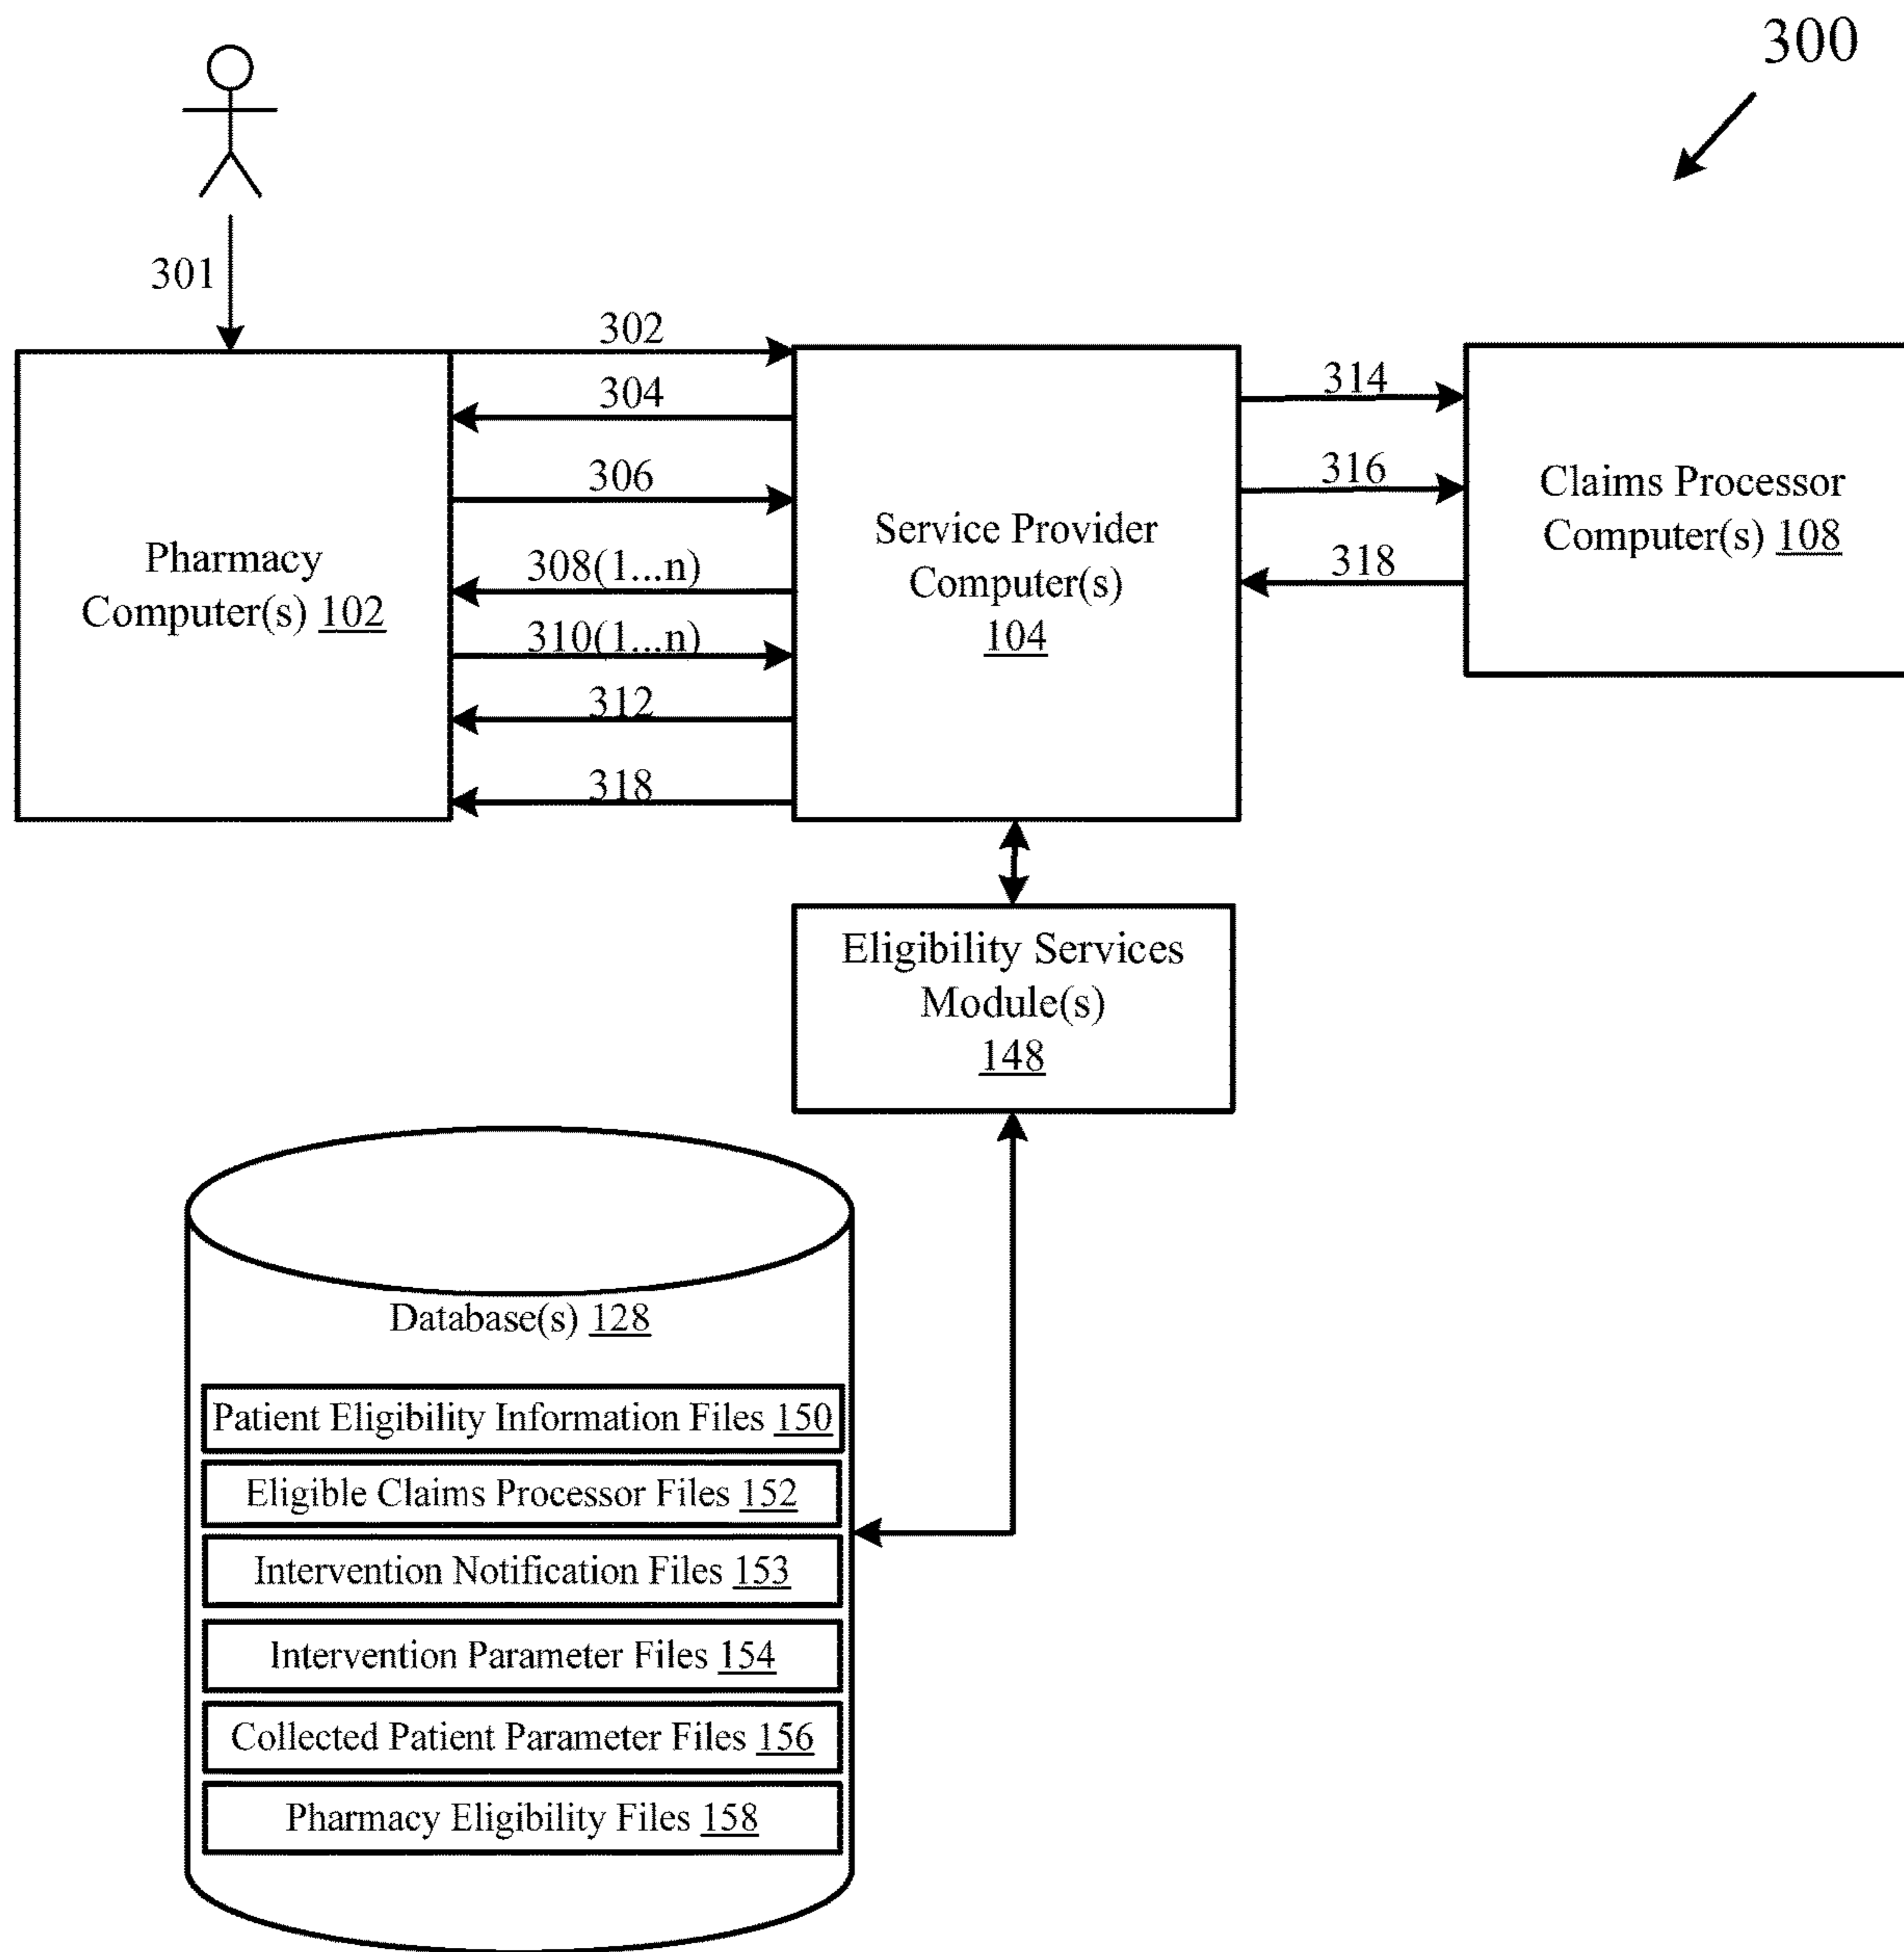 300
301
302
304
306
308(1...n)
310(1...n)
312
318
Pharmacy
Computer(s) 102
Service Provider
Computer(s)
104
314
316
318
Claims Processor
Computer(s) 108
Eligibility Services
Module(s)
148
Database(s) 128
Patient Eligibility Information Files 150
Eligible Claims Processor Files 152
Intervention Notification Files 153
Intervention Parameter Files 154
Collected Patient Parameter Files 156
Pharmacy Eligibility Files 158